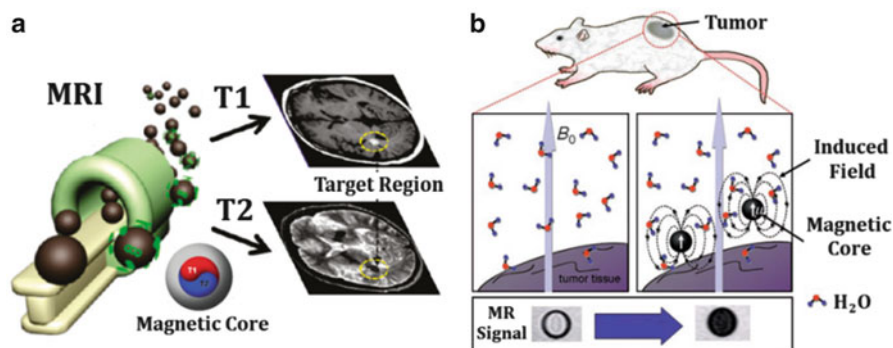 a
MRI
T1
Target Region
T2
T1
T2
Magnetic Core
b
Tumor
B₀
Induced
Field
Magnetic
Core
tumor tissue
H₂O
MR
Signal